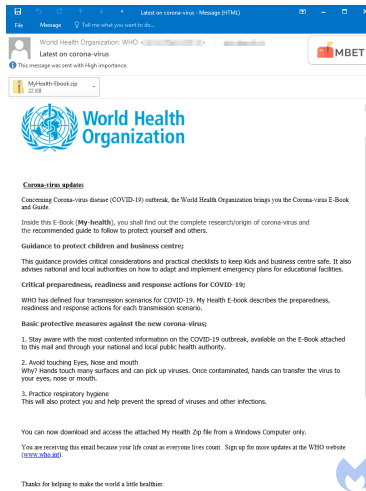 Latest on corona-virus - Message (HTML)
File Message Tell me what you want to do...
World Health Organization: WHO <
Latest on corona-virus
This message was sent with High importance.
MBET
MyHealth-Ebook.zip
22 KB
World Health
Organization
Corona-virus updates
Concerning Corona-virus disease (COVID-19) outbreak, the World Health Organization brings you the Corona-virus E-Book
and Guide.
Inside this E-Book (My-health), you shall find out the complete research/origin of corona-virus and
the recommended guide to follow to protect yourself and others.
Guidance to protect children and business centre;
This guidance provides critical considerations and practical checklists to keep Kids and business centre safe. It also
advises national and local authorities on how to adapt and implement emergency plans for educational facilities.
Critical preparedness, readiness and response actions for COVID-19;
WHO has defined four transmission scenarios for COVID-19. My Health E-book describes the preparedness,
readiness and response actions for each transmission scenario.
Basic protective measures against the new corona-virus;
1. Stay aware with the most contented information on the COVID-19 outbreak, available on the E-Book attached
to this mail and through your national and local public health authority.
2. Avoid touching Eyes, Nose and mouth
Why? Hands touch many surfaces and can pick up viruses. Once contaminated, hands can transfer the virus to
your eyes, nose or mouth.
3. Practice respiratory hygiene
This will also protect you and help prevent the spread of viruses and other infections.
You can now download and access the attached My Health Zip file from a Windows Computer only.
You are receiving this email because your life count as everyone lives count. Sign up for more updates at the WHO website
(www.who.int).
Thanks for helping to make the world a little healthier.